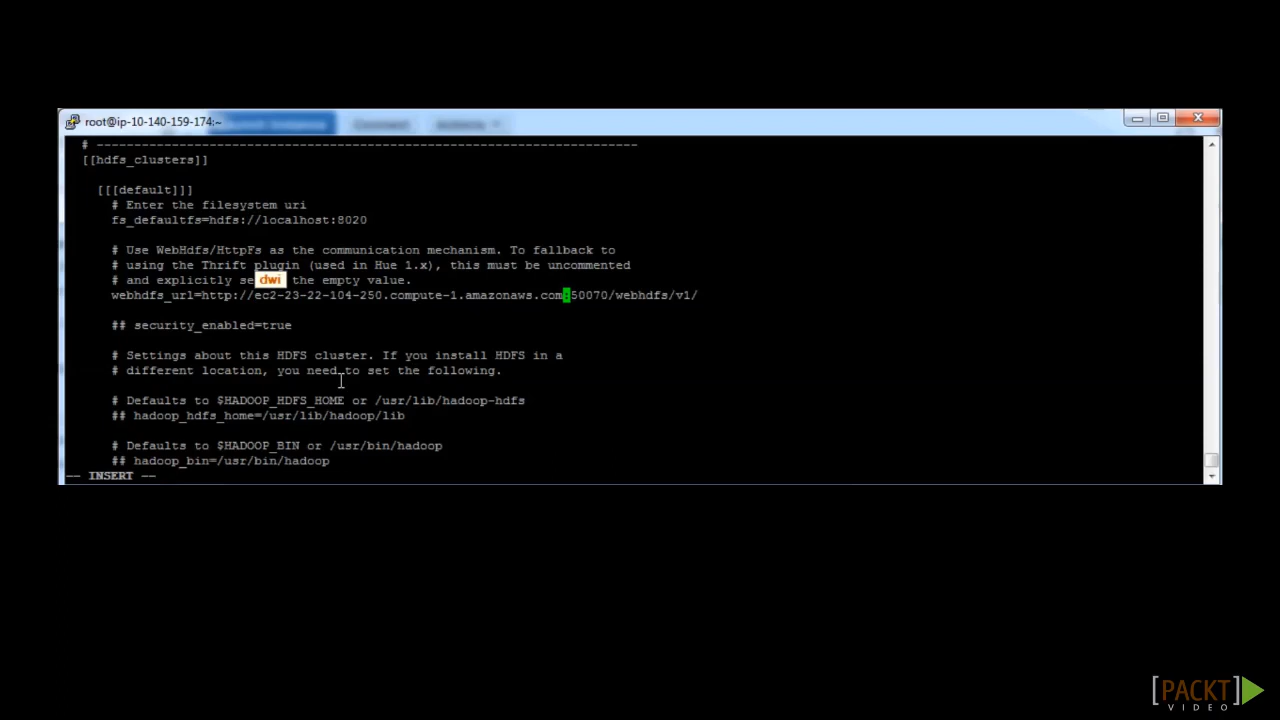 root@ip-10-140-159-174:~
# ------------------------------------------------------------------------
[[hdfs_clusters]]
[[[default]]]
# Enter the filesystem uri
fs_defaultfs=hdfs://localhost:8020
# Use WebHdfs/HttpFs as the communication mechanism. To fallback to
# using the Thrift plugin (used in Hue 1.x), this must be uncommented
# and explicitly se dwi the empty value.
webhdfs_url=http://ec2-23-22-104-250.compute-1.amazonaws.com:50070/webhdfs/v1/
## security_enabled=true
# Settings about this HDFS cluster. If you install HDFS in a
# different location, you need to set the following.
# Defaults to $HADOOP_HDFS_HOME or /usr/lib/hadoop-hdfs
## hadoop_hdfs_home=/usr/lib/hadoop/lib
# Defaults to $HADOOP_BIN or /usr/bin/hadoop
## hadoop_bin=/usr/bin/hadoop
-- INSERT --
[PACKT]
VIDEO